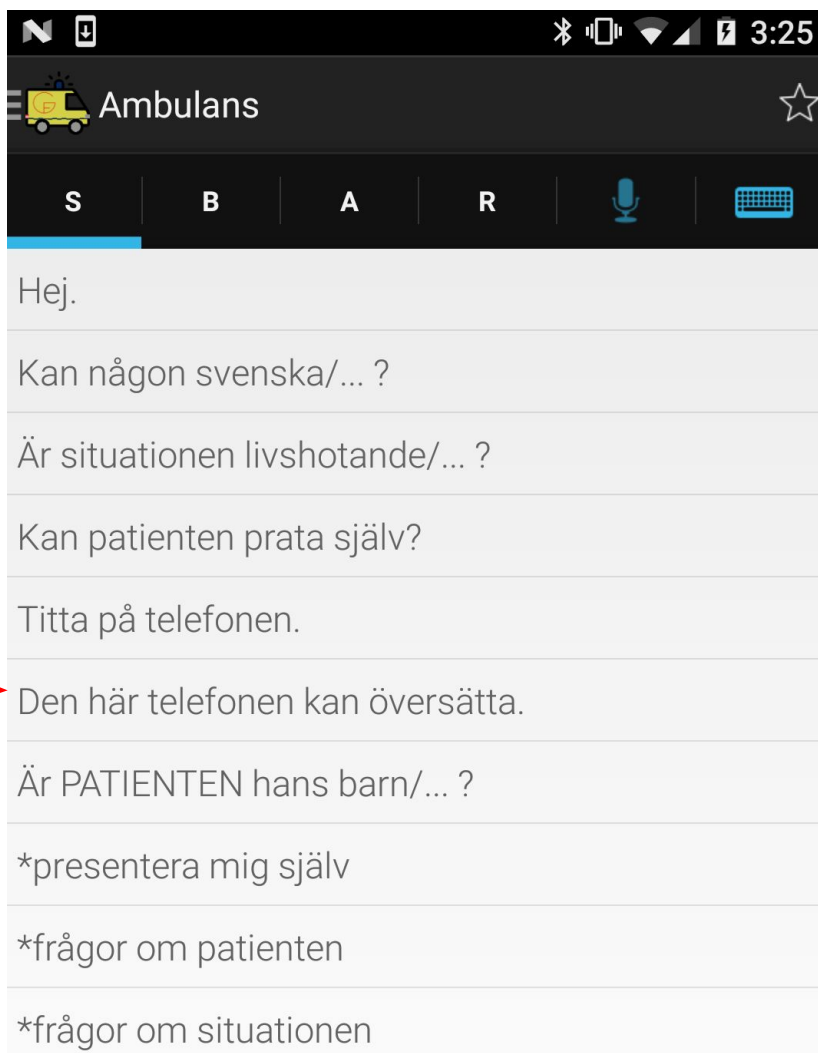 3:25
Ambulans
S B A R
Hej.
Kan någon svenska/... ?
Är situationen livshotande/... ?
Kan patienten prata själv?
Titta på telefonen.
Den här telefonen kan översätta.
Är PATIENTEN hans barn/... ?
*presentera mig själv
*frågor om patienten
*frågor om situationen